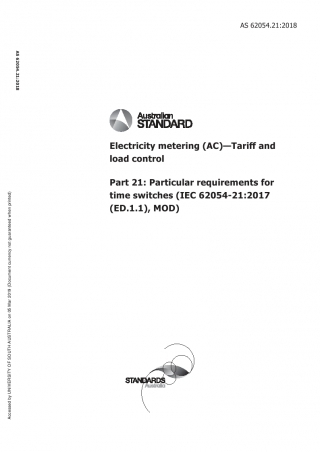 AS 62054.21:2018
AS 62054.21:2018
Australian
STANDARD
Electricity metering (AC)—Tariff and
load control
Part 21: Particular requirements for
time switches (IEC 62054-21:2017
(ED.1.1), MOD)
Accessed by UNIVERSITY OF SOUTH AUSTRALIA on 05 Mar 2019 (Document currency not guaranteed when printed)
STANDARDS
Australia